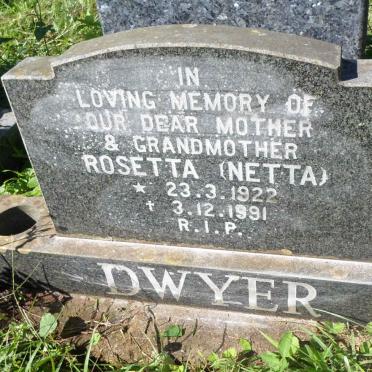 IN
LOVING MEMORY OF
OUR DEAR MOTHER
& GRANDMOTHER
ROSETTA (NETTA)
* 23.3.1922
† 3.12.1991
R.I.P.
DWYER